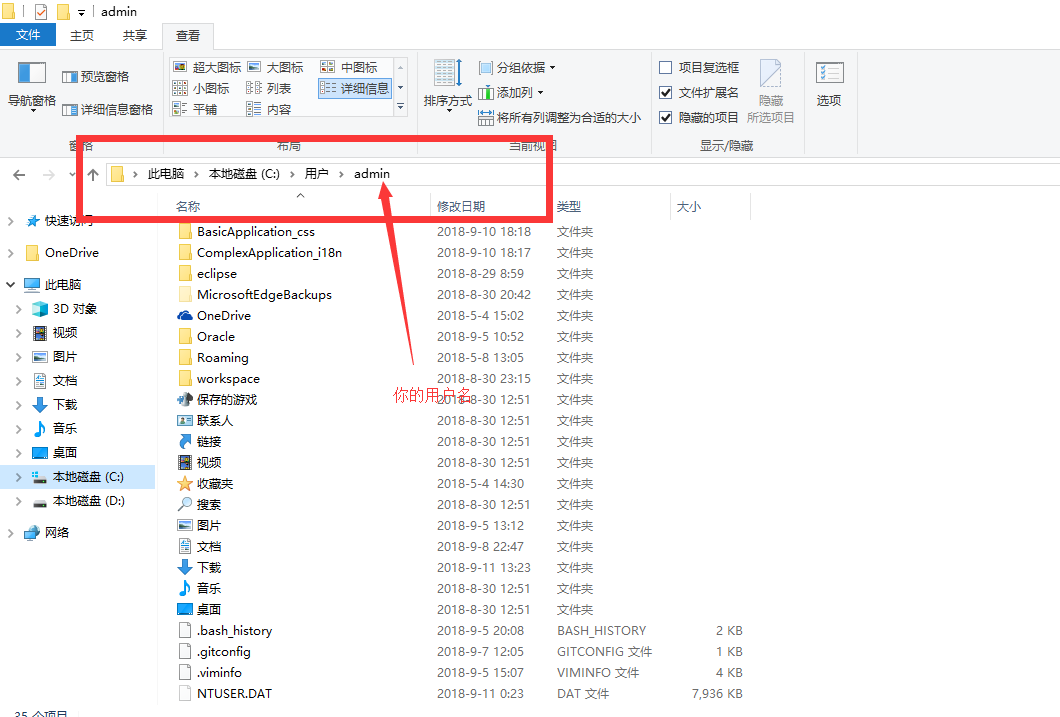 admin
文件 主页 共享 查看
导航窗格 预览窗格 详细信息窗格
窗格
超大图标 大图标 中图标
小图标 列表 详细信息
平铺 内容
布局
排序方式 分组依据
添加列
将所有列调整为合适的大小
当前视图
项目复选框
文件扩展名
隐藏的项目
隐藏
所选项目
显示/隐藏
选项
此电脑 本地磁盘 (C:) 用户 admin
名称 修改日期 类型 大小
快速访问
OneDrive
此电脑
3D 对象
视频
图片
文档
下载
音乐
桌面
本地磁盘 (C:)
本地磁盘 (D:)
网络
BasicApplication_css 2018-9-10 18:18 文件夹
ComplexApplication_i18n 2018-9-10 18:17 文件夹
eclipse 2018-8-29 8:59 文件夹
MicrosoftEdgeBackups 2018-8-30 20:42 文件夹
OneDrive 2018-5-4 15:02 文件夹
Oracle 2018-9-5 10:52 文件夹
Roaming 2018-5-8 13:05 文件夹
workspace 2018-8-30 23:15 文件夹
你的用户名
保存的游戏 2018-8-30 12:51 文件夹
联系人 2018-8-30 12:51 文件夹
链接 2018-8-30 12:51 文件夹
视频 2018-8-30 12:51 文件夹
收藏夹 2018-5-4 14:30 文件夹
搜索 2018-8-30 12:51 文件夹
图片 2018-9-5 13:12 文件夹
文档 2018-9-8 22:47 文件夹
下载 2018-9-11 13:23 文件夹
音乐 2018-8-30 12:51 文件夹
桌面 2018-8-30 12:51 文件夹
.bash_history 2018-9-5 20:08 BASH_HISTORY 2 KB
.gitconfig 2018-9-7 12:05 GITCONFIG 文件 1 KB
.viminfo 2018-9-5 15:07 VIMINFO 文件 4 KB
NTUSER.DAT 2018-9-11 0:23 DAT 文件 7,936 KB
35 个项目